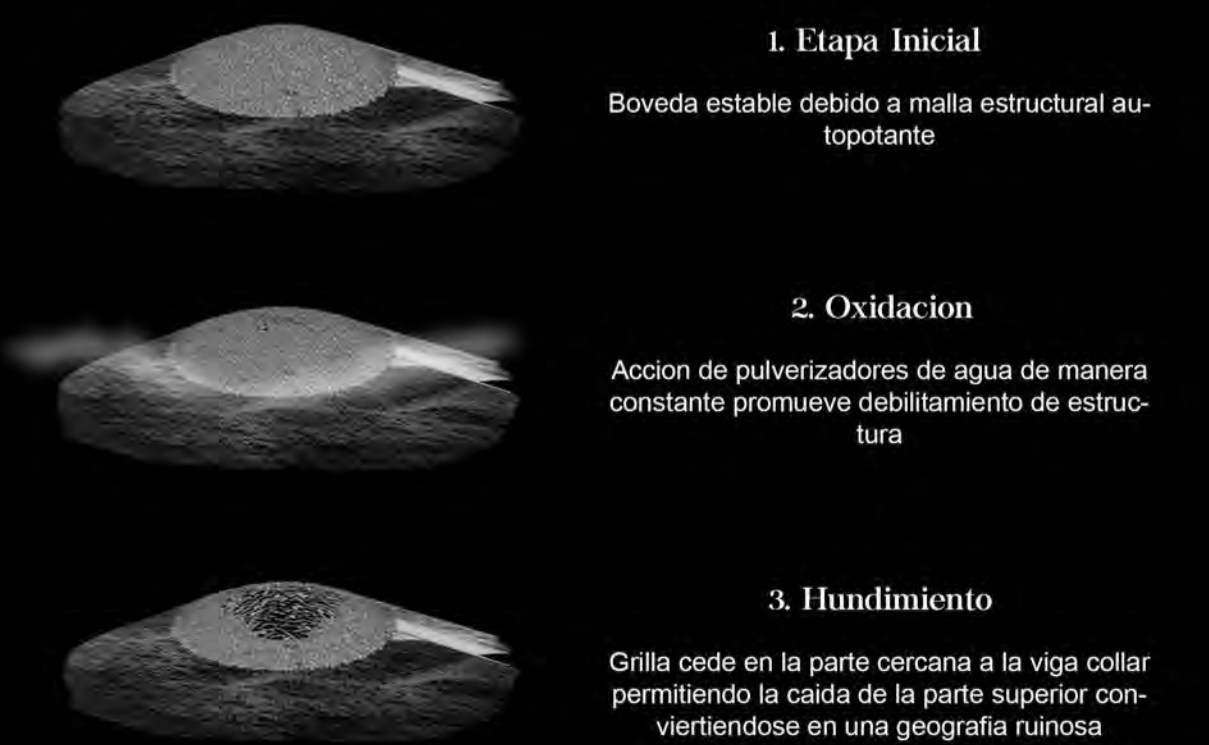 1. Etapa Inicial
Boveda estable debido a malla estructural au-
topotante
2. Oxidacion
Accion de pulverizadores de agua de manera
constante promueve debilitamiento de estruc-
tura
3. Hundimiento
Grilla cede en la parte cercana a la viga collar
permitiendo la caida de la parte superior con-
viertiendose en una geografia ruinosa